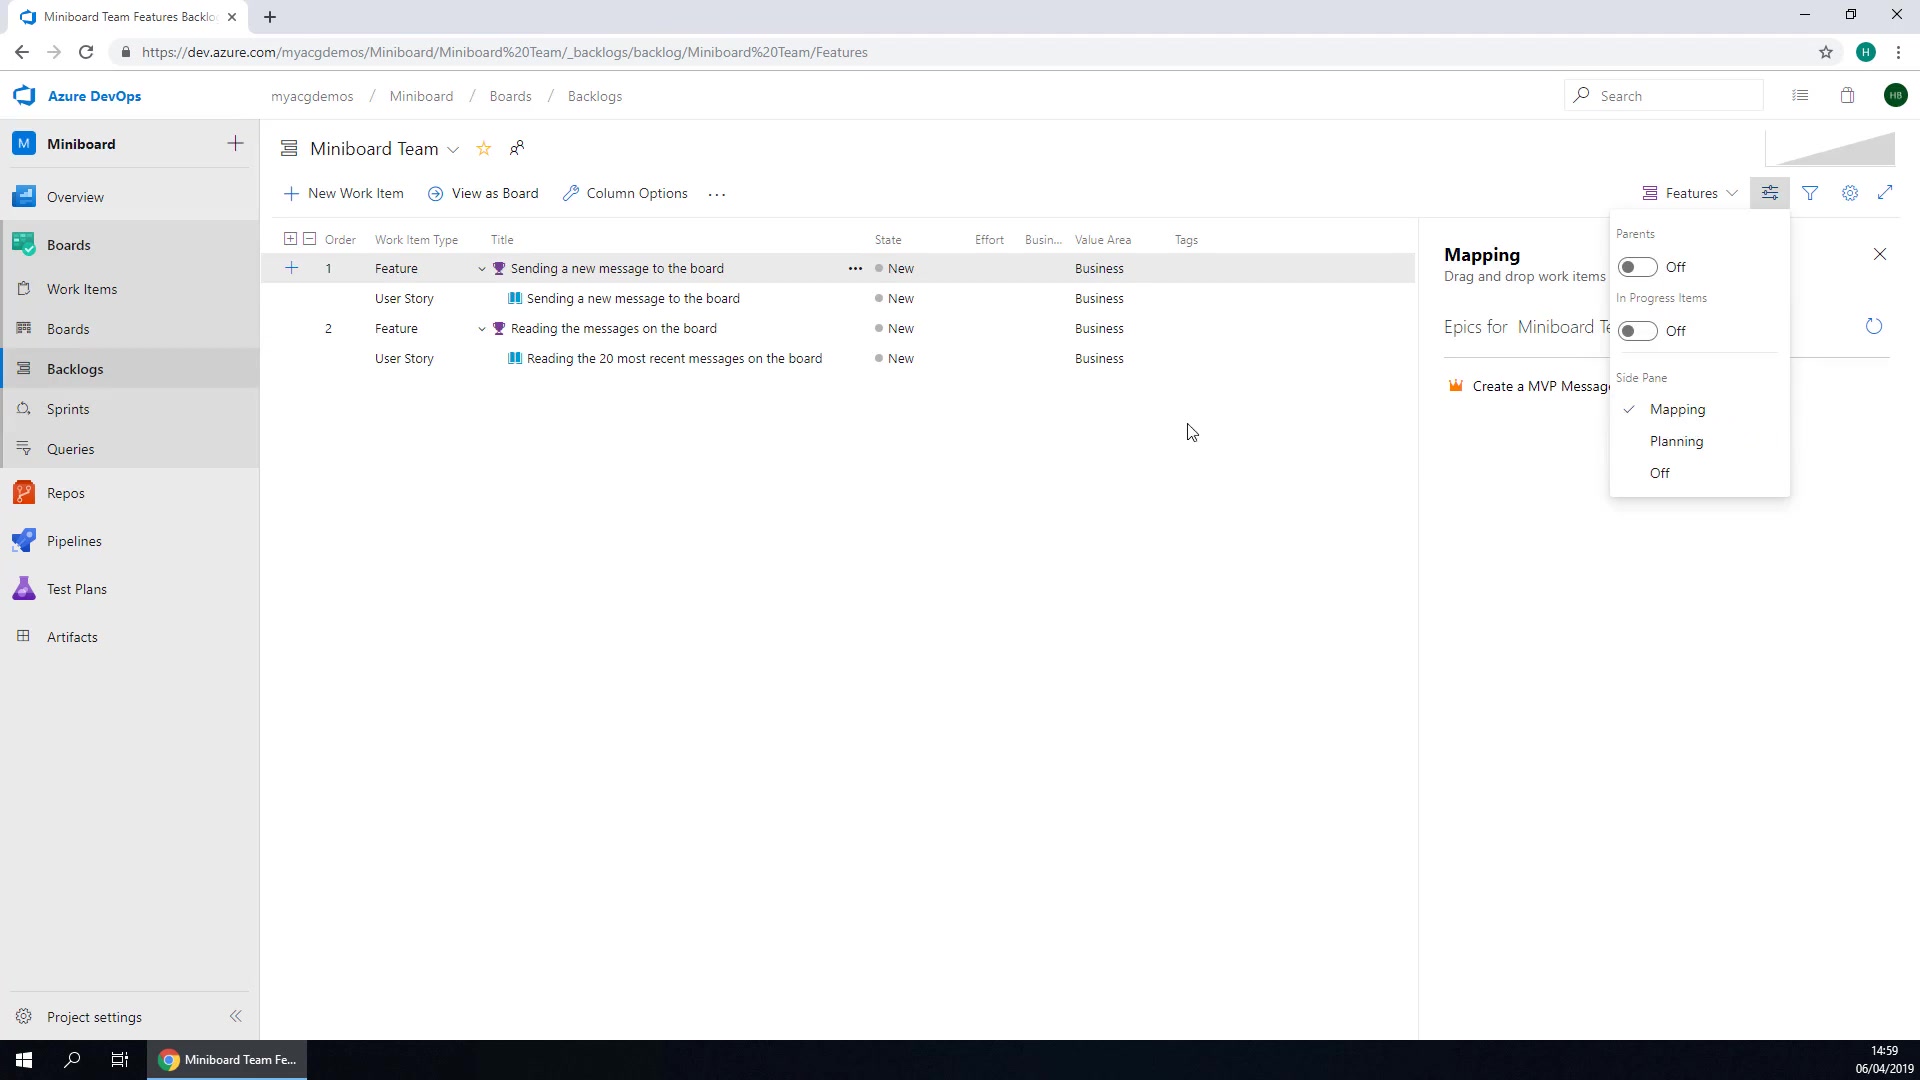 Miniboard Team Features Backlo
https://dev.azure.com/myacgdemos/Miniboard/Miniboard%20Team/_backlogs/backlog/Miniboard%20Team/Features
H
Azure DevOps
myacgdemos / Miniboard / Boards / Backlogs
Search
HB
M Miniboard
Overview
Boards
Work Items
Boards
Backlogs
Sprints
Queries
Repos
Pipelines
Test Plans
Artifacts
Project settings
Miniboard Team
New Work Item View as Board Column Options ...
Features
Order Work Item Type Title State Effort Busin... Value Area Tags
1 Feature Sending a new message to the board ... New Business
User Story Sending a new message to the board New Business
2 Feature Reading the messages on the board New Business
User Story Reading the 20 most recent messages on the board New Business
Mapping
Drag and drop work items
Epics for Miniboard Te
Create a MVP Messag
Parents
Off
In Progress Items
Off
Side Pane
Mapping
Planning
Off
Miniboard Team Fe...
14:59
06/04/2019